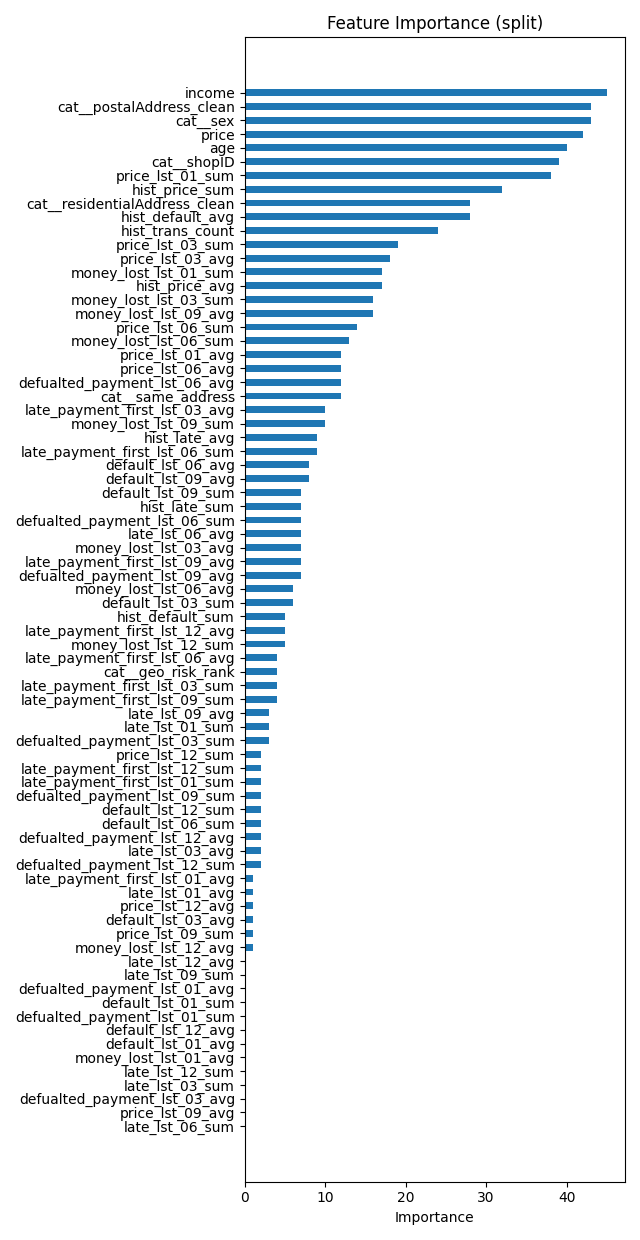 Feature Importance (split)
income
cat__postalAddress_clean
cat__sex
price
age
cat__shopID
price_lst_01_sum
hist_price_sum
cat__residentialAddress_clean
hist_default_avg
hist_trans_count
price_lst_03_sum
price_lst_03_avg
money_lost_lst_01_sum
hist_price_avg
money_lost_lst_03_sum
money_lost_lst_09_avg
price_lst_06_sum
money_lost_lst_06_sum
price_lst_01_avg
price_lst_06_avg
defualted_payment_lst_06_avg
cat__same_address
late_payment_first_lst_03_avg
money_lost_lst_09_sum
hist_late_avg
late_payment_first_lst_06_sum
default_lst_06_avg
default_lst_09_avg
default_lst_09_sum
hist_late_sum
defualted_payment_lst_06_sum
late_lst_06_avg
money_lost_lst_03_avg
late_payment_first_lst_09_avg
defualted_payment_lst_09_avg
money_lost_lst_06_avg
default_lst_03_sum
hist_default_sum
late_payment_first_lst_12_avg
money_lost_lst_12_sum
late_payment_first_lst_06_avg
cat__geo_risk_rank
late_payment_first_lst_03_sum
late_payment_first_lst_09_sum
late_lst_09_avg
late_lst_01_sum
defualted_payment_lst_03_sum
price_lst_12_sum
late_payment_first_lst_12_sum
late_payment_first_lst_01_sum
defualted_payment_lst_09_sum
default_lst_12_sum
default_lst_06_sum
defualted_payment_lst_12_avg
late_lst_03_avg
defualted_payment_lst_12_sum
late_payment_first_lst_01_avg
late_lst_01_avg
price_lst_12_avg
default_lst_03_avg
price_lst_09_sum
money_lost_lst_12_avg
late_lst_12_avg
late_lst_09_sum
defualted_payment_lst_01_avg
default_lst_01_sum
defualted_payment_lst_01_sum
default_lst_12_avg
default_lst_01_avg
money_lost_lst_01_avg
late_lst_12_sum
late_lst_03_sum
defualted_payment_lst_03_avg
price_lst_09_avg
late_lst_06_sum
0 10 20 30 40
Importance